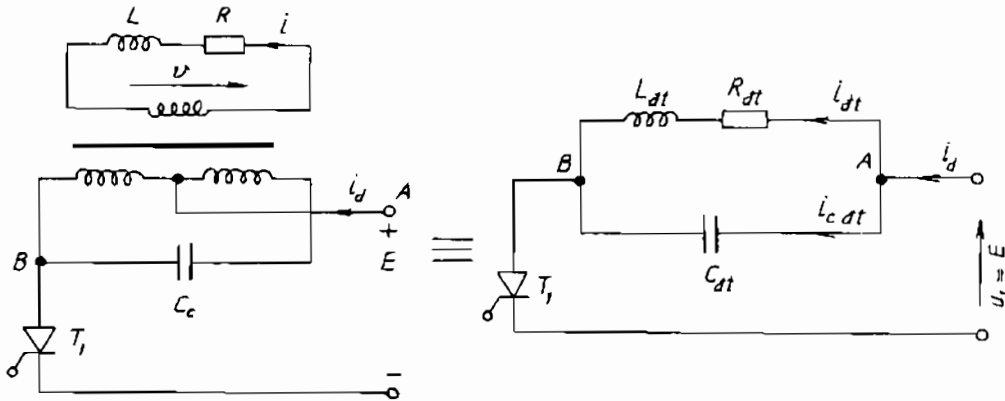 L R i
v
i_d A
+
E
B
C_c
T_1
−
≡
L_dt R_dt i_dt
B A i_d
i_c dt
C_dt
T_1
u_1 = E